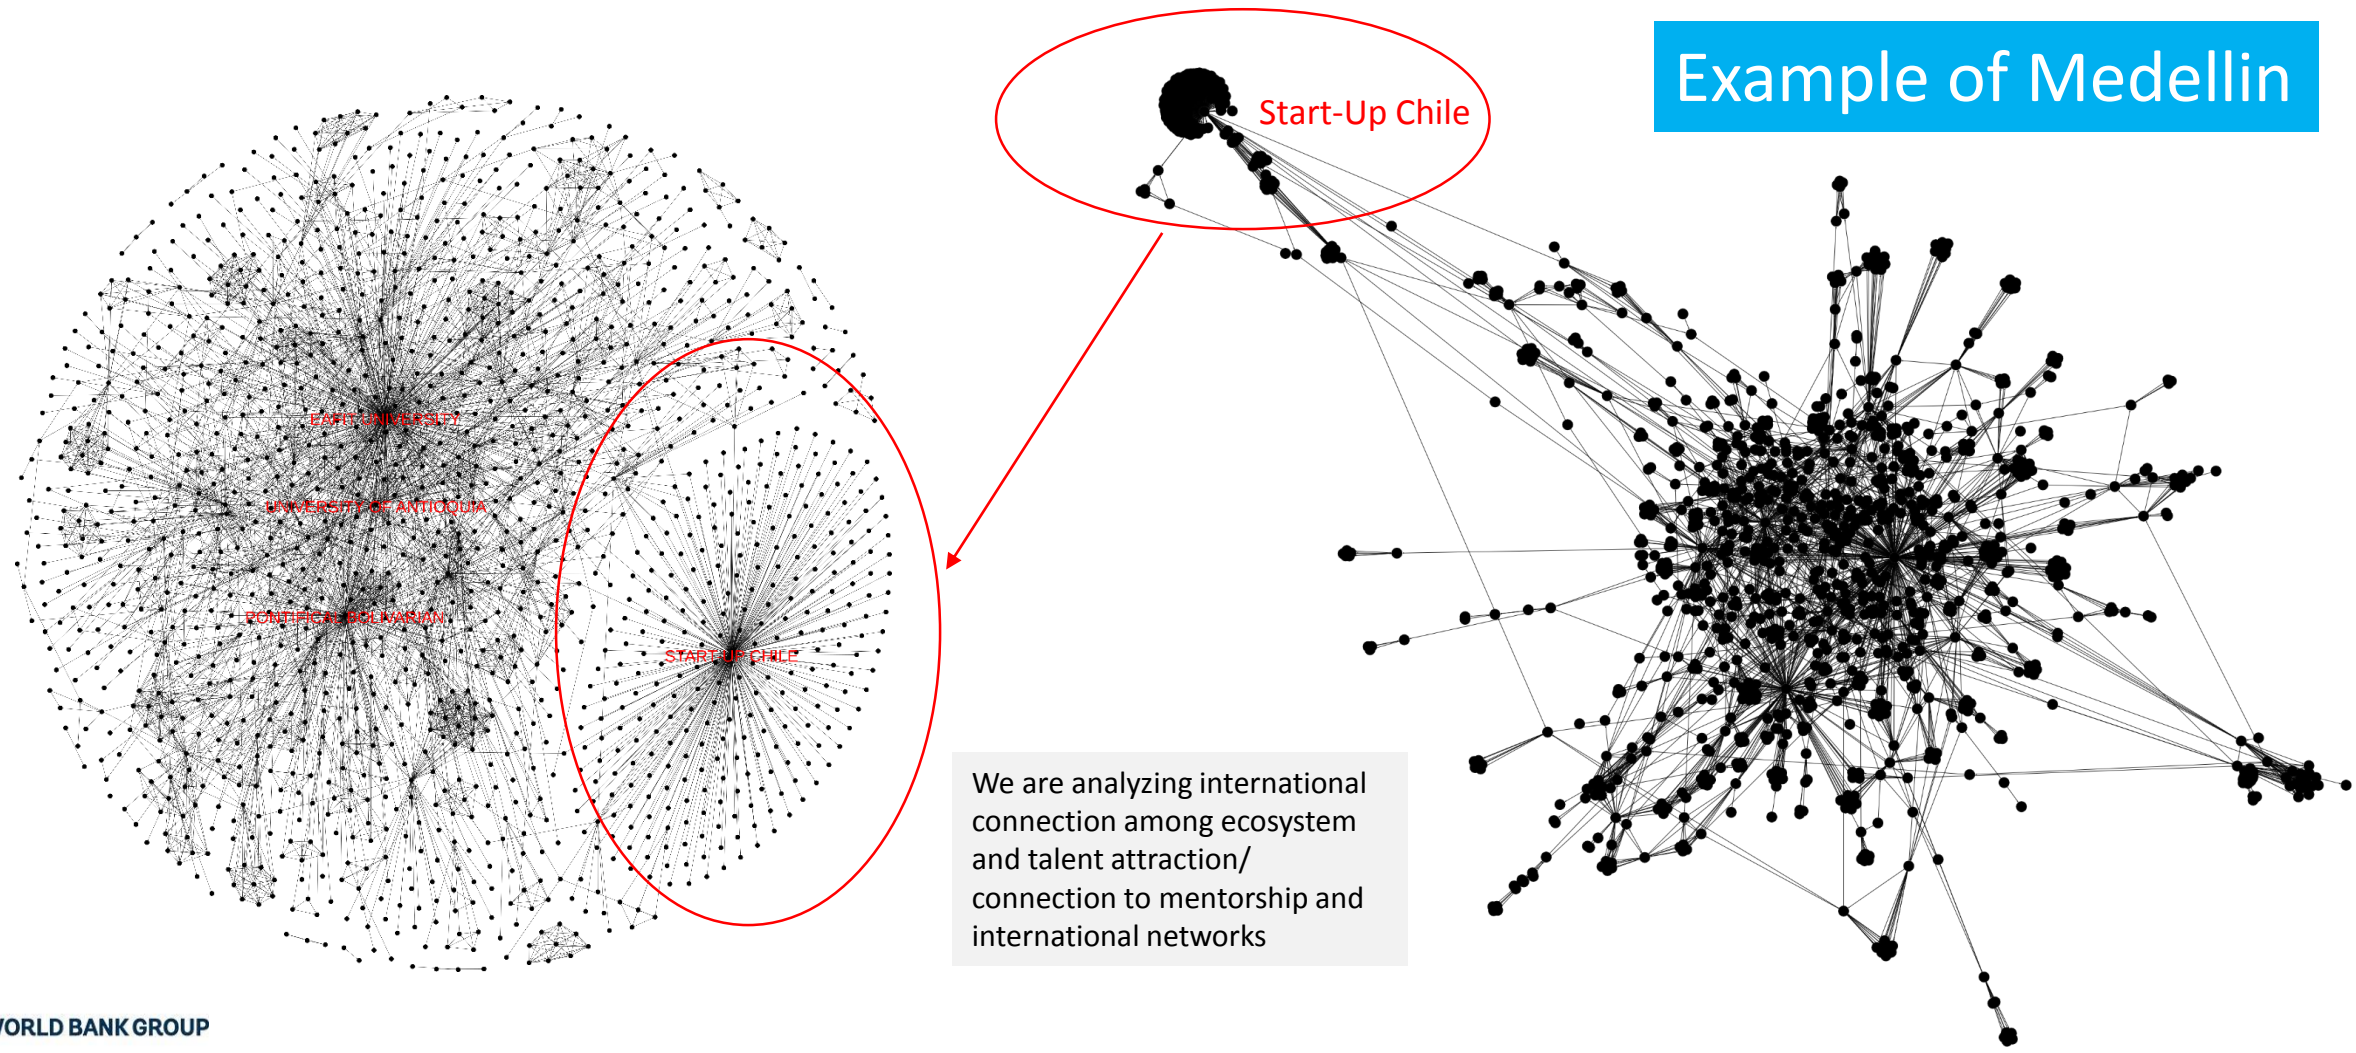 Example of Medellin
Start-Up Chile
EAFIT UNIVERSITY
UNIVERSITY OF ANTIOQUIA
PONTIFICAL BOLIVARIAN
START UP CHILE
We are analyzing international
connection among ecosystem
and talent attraction/
connection to mentorship and
international networks
WORLD BANK GROUP